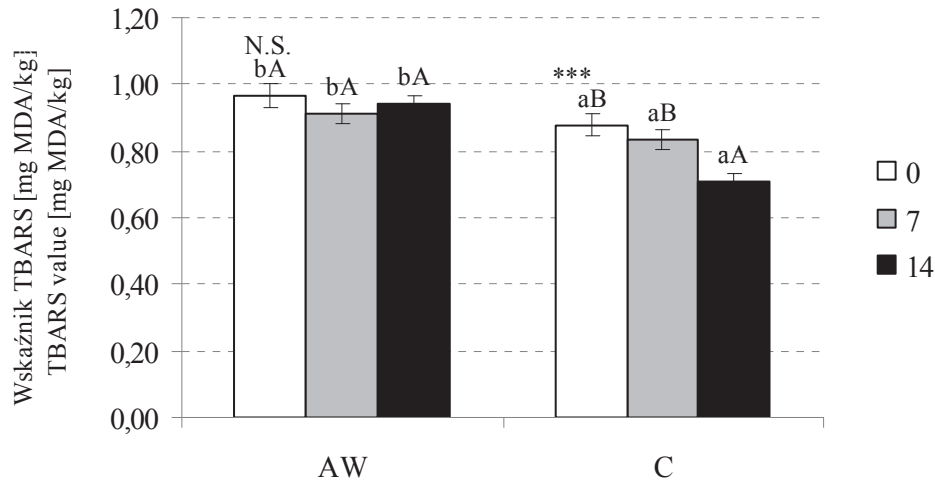 Wskaźnik TBARS [mg MDA/kg]
TBARS value [mg MDA/kg]
1,20
1,00
0,80
0,60
0,40
0,20
0,00
N.S.
bA
bA
bA
***
aB
aB
aA
AW
C
0
7
14